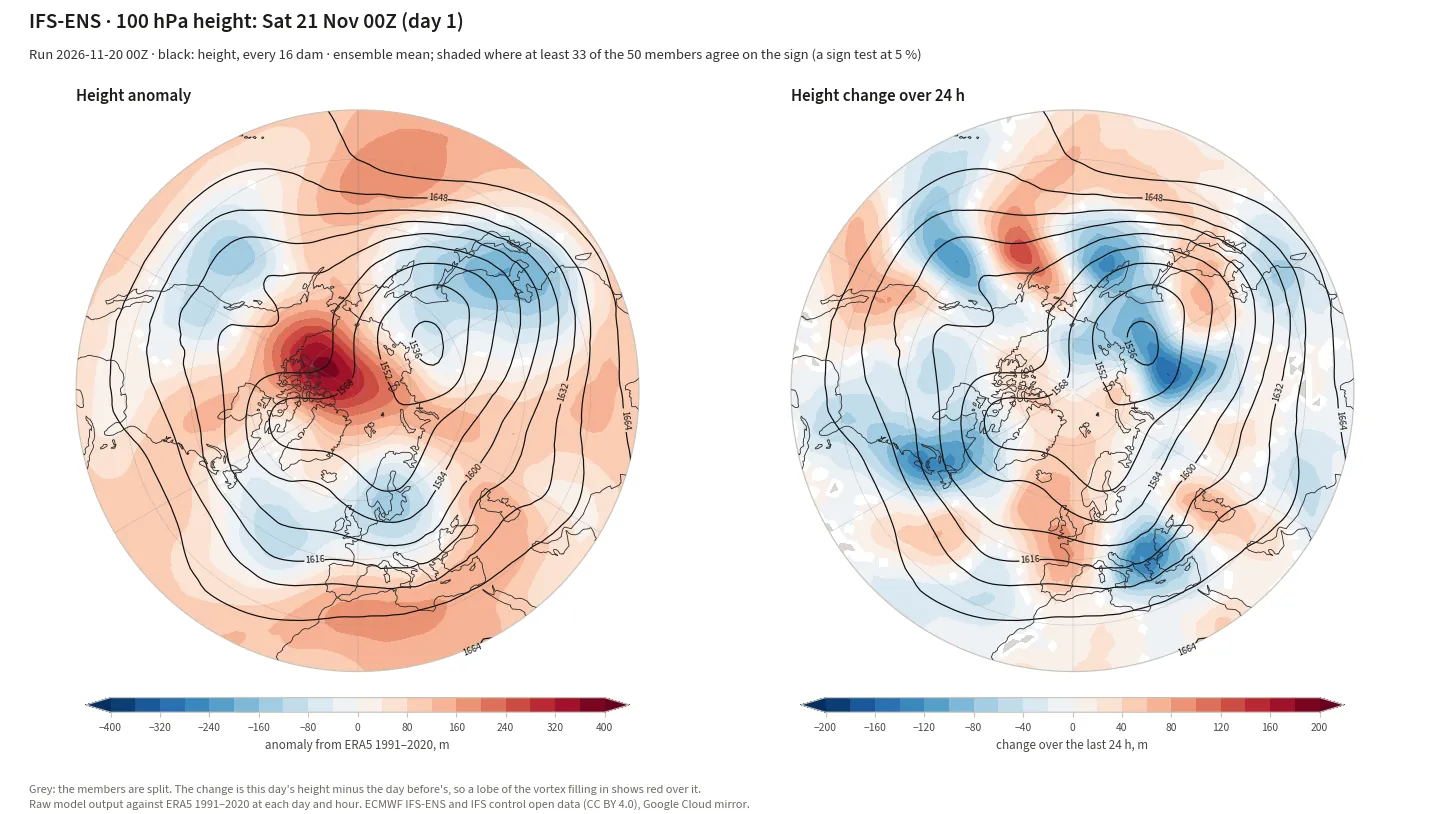 IFS-ENS · 100 hPa height: Sat 21 Nov 00Z (day 1)
Run 2026-11-20 00Z · black: height, every 16 dam · ensemble mean; shaded where at least 33 of the 50 members agree on the sign (a sign test at 5 %)
Height anomaly
Height change over 24 h
1648
1536
1552
1568
1632
1664
1584
1600
1616
1664
1648
1536
1552
1568
1632
1664
1584
1600
1616
1664
−400 −320 −240 −160 −80 0 80 160 240 320 400
anomaly from ERA5 1991–2020, m
−200 −160 −120 −80 −40 0 40 80 120 160 200
change over the last 24 h, m
Grey: the members are split. The change is this day's height minus the day before's, so a lobe of the vortex filling in shows red over it.
Raw model output against ERA5 1991–2020 at each day and hour. ECMWF IFS-ENS and IFS control open data (CC BY 4.0), Google Cloud mirror.